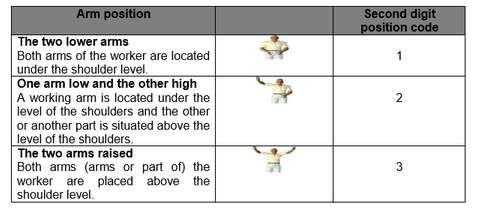 Arm position
Second digit
position code
The two lower arms
Both arms of the worker are located
under the shoulder level.
1
One arm low and the other high
A working arm is located under the
level of the shoulders and the other
or another part is situated above the
level of the shoulders.
2
The two arms raised
Both arms (arms or part of) the
worker are placed above the
shoulder level.
3